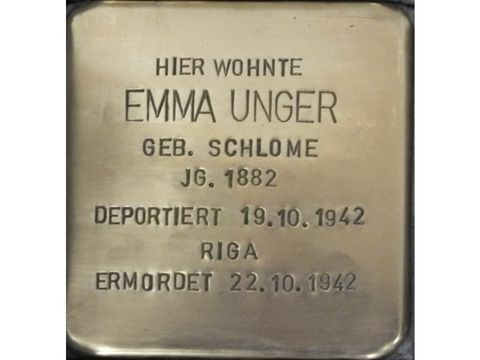 HIER WOHNTE
EMMA UNGER
GEB. SCHLOME
JG. 1882
DEPORTIERT 19.10.1942
RIGA
ERMORDET 22.10.1942